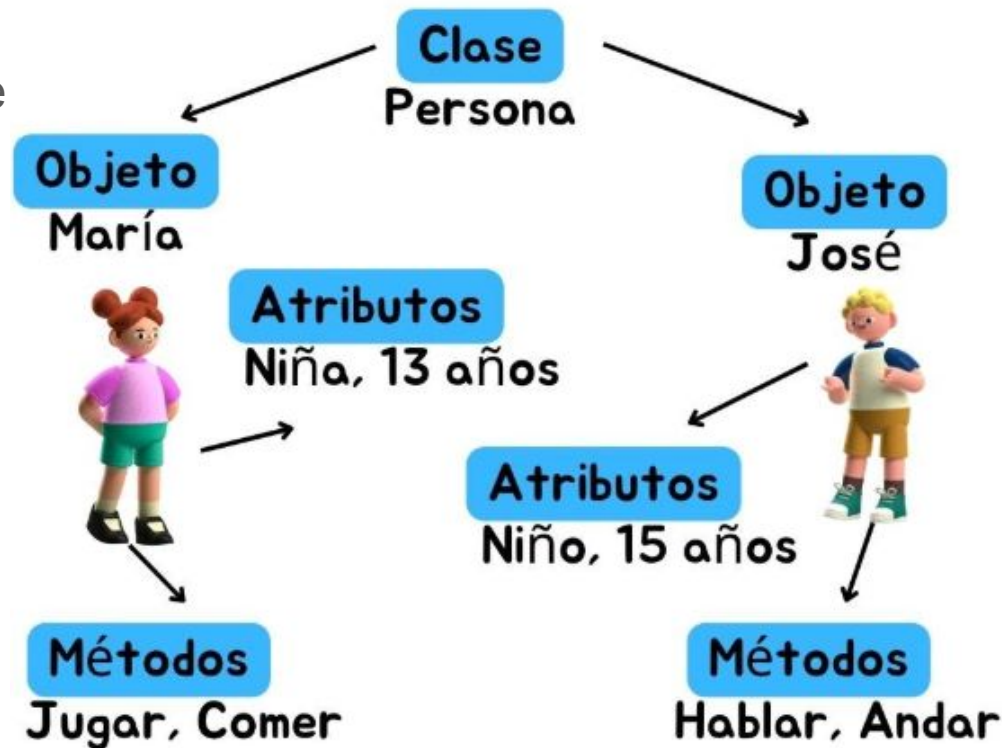 Clase
Persona
e
Objeto
María
Objeto
José
Atributos
Niña, 13 años
Atributos
Niño, 15 años
Métodos
Jugar, Comer
Métodos
Hablar, Andar